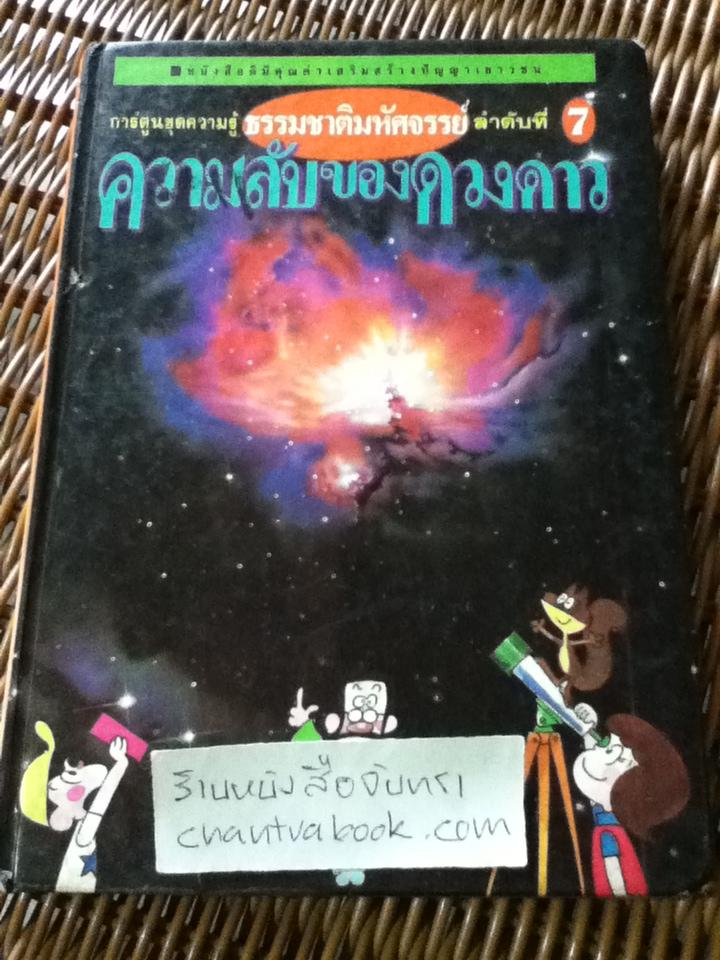 ■ หนังสือดีมีคุณค่าเสริมสร้างปัญญาเยาวชน
การ์ตูนชุดความรู้ ธรรมชาติมหัศจรรย์ ลำดับที่ 7
ความลับของดวงดาว
ร้านหนังสือจันทรา
chantrabook.com